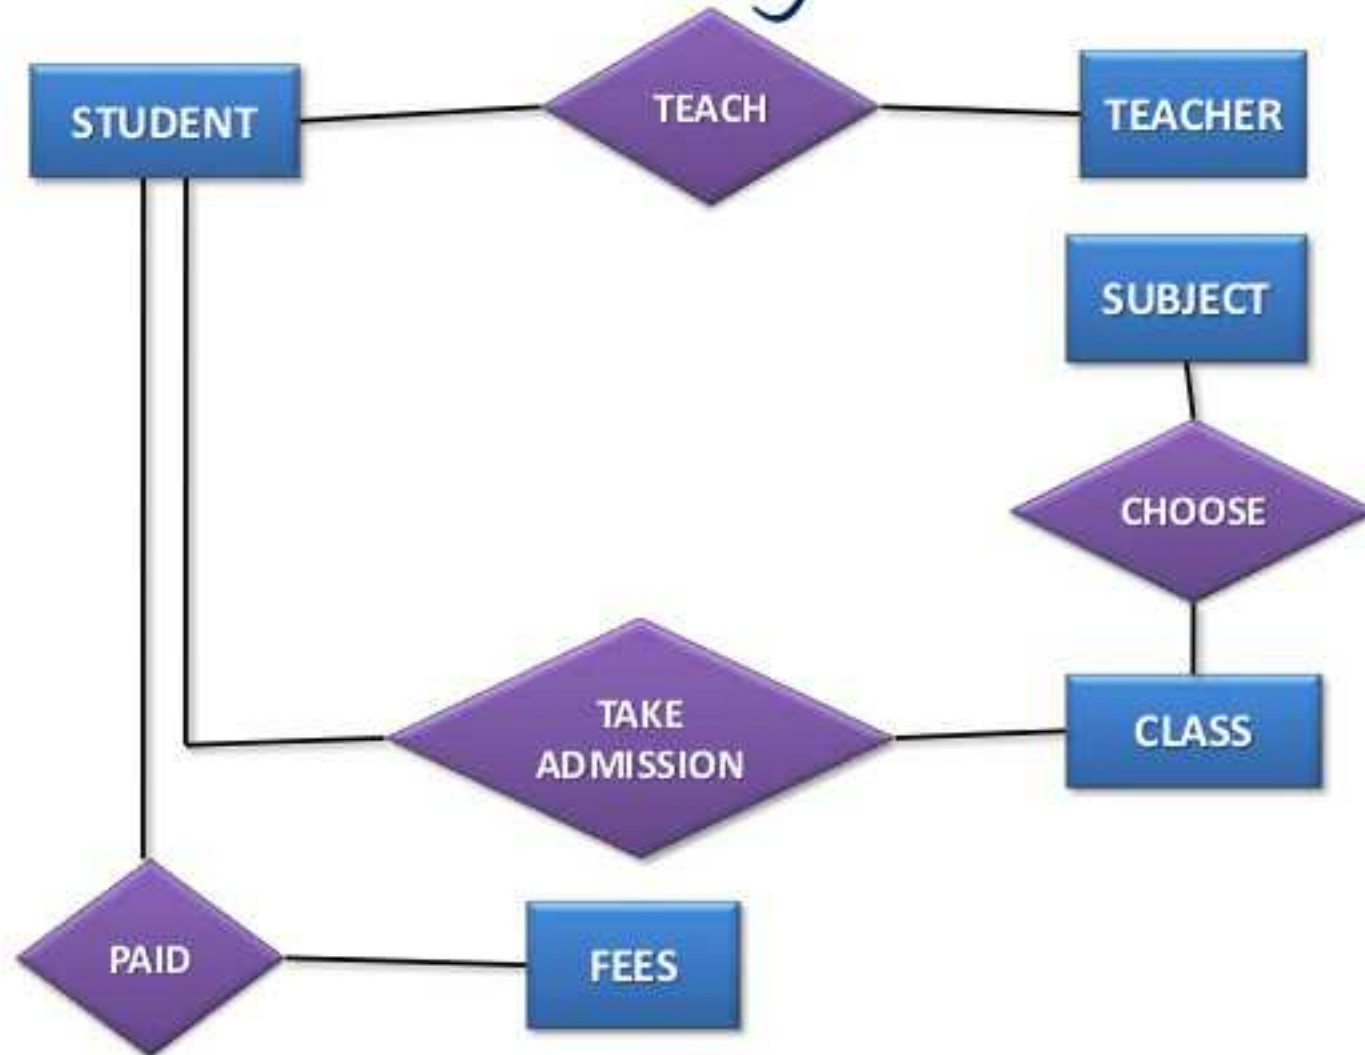 STUDENT
TEACH
TEACHER
SUBJECT
CHOOSE
TAKE
ADMISSION
CLASS
PAID
FEES